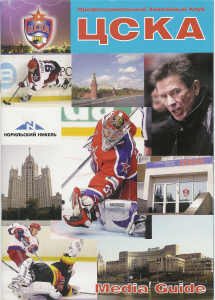 Профессиональный Хоккейный Клуб
ЦСКА
НОРИЛЬСКИЙ НИКЕЛЬ
Media Guide